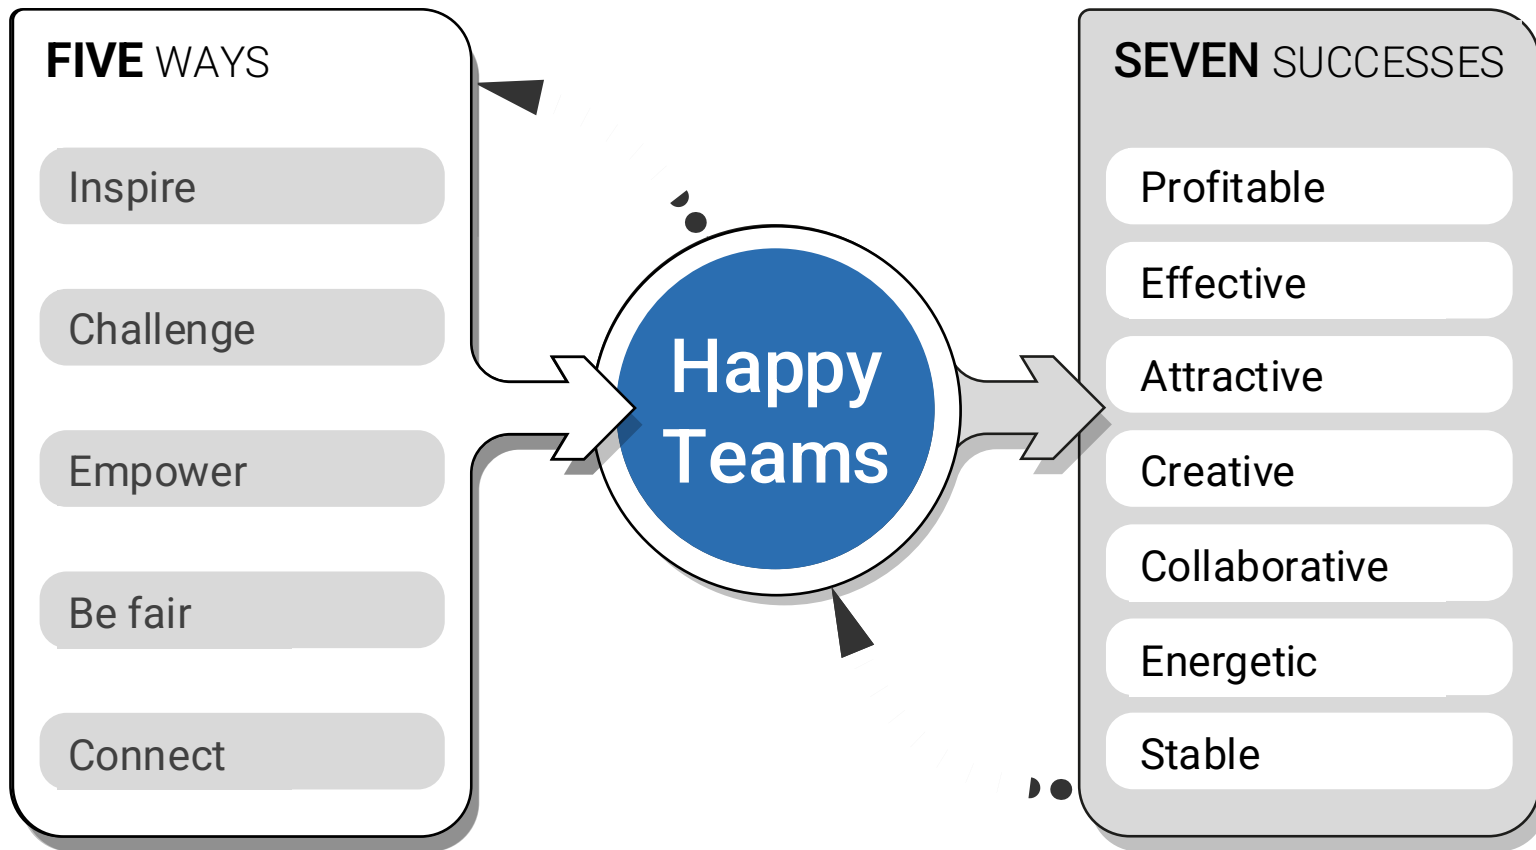 FIVE WAYS
Inspire
Challenge
Empower
Be fair
Connect
Happy
Teams
SEVEN SUCCESSES
Profitable
Effective
Attractive
Creative
Collaborative
Energetic
Stable